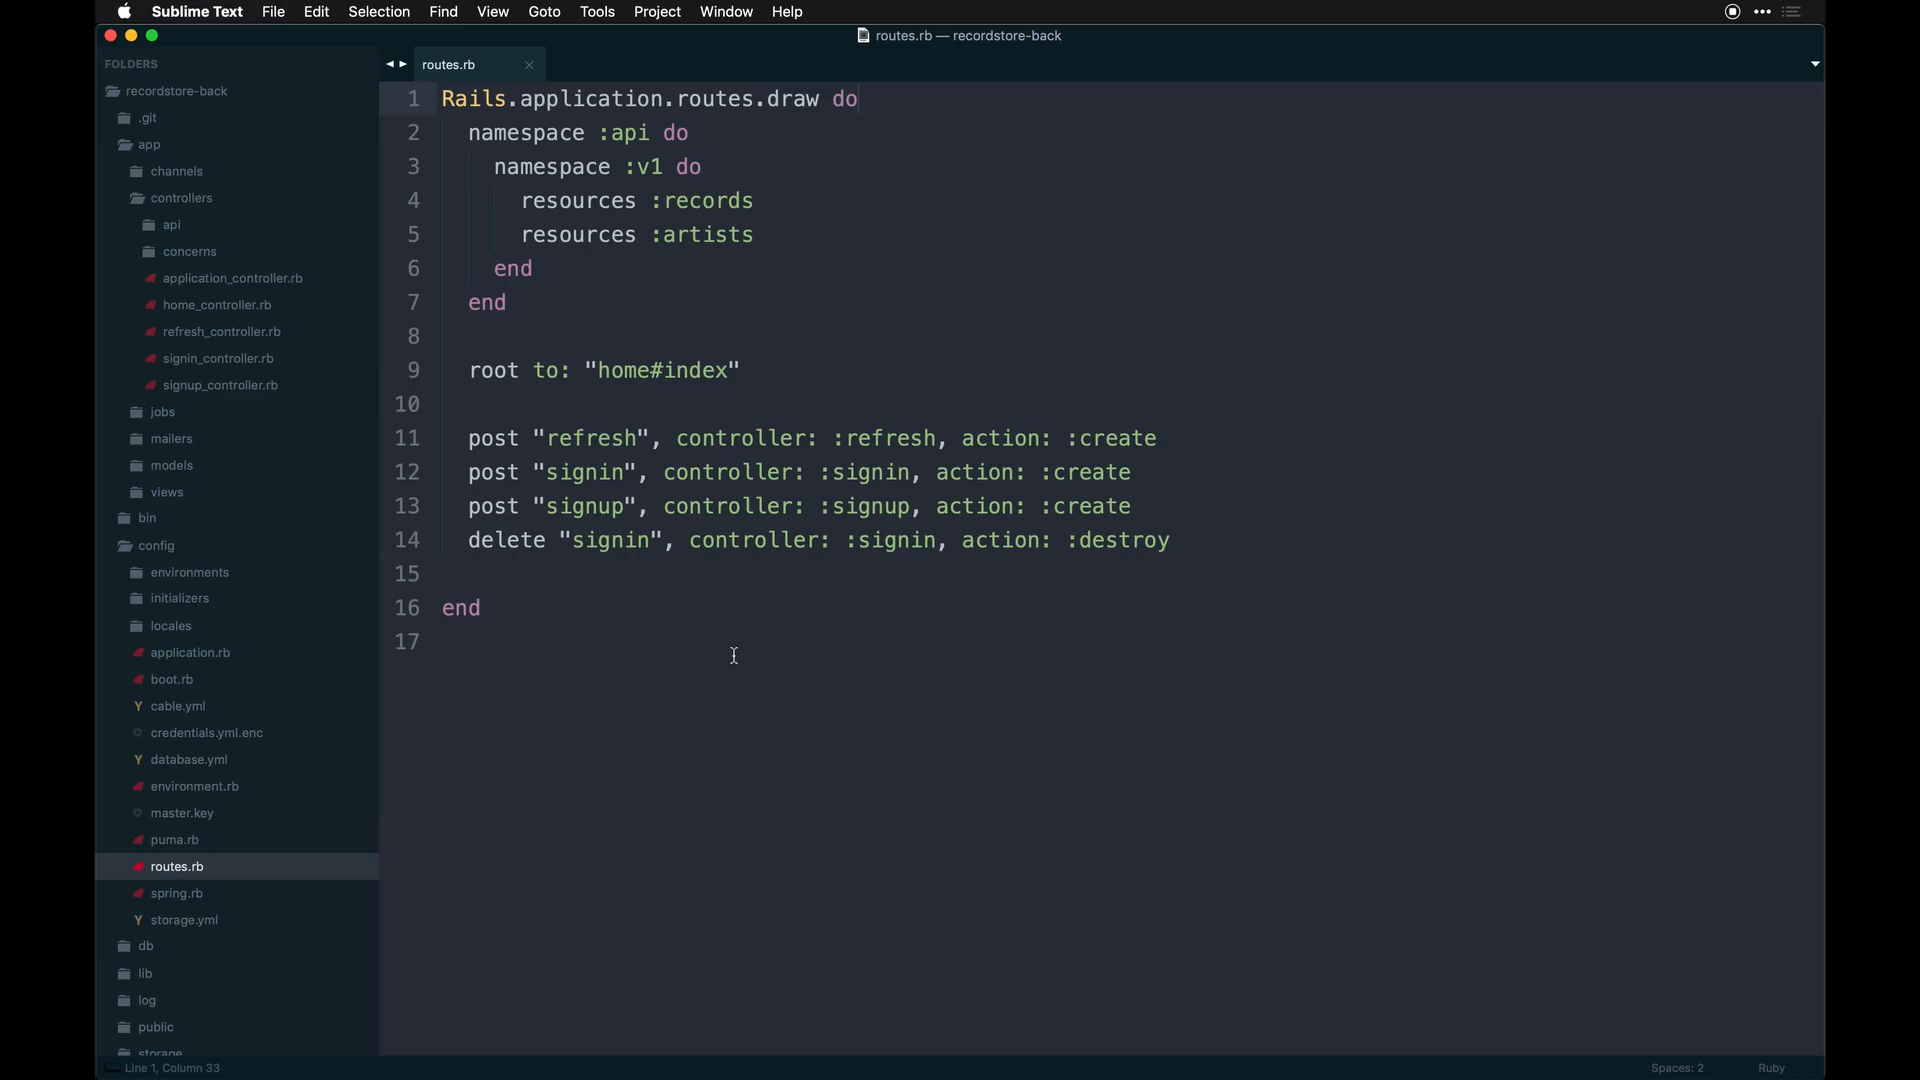 Sublime Text File Edit Selection Find View Goto Tools Project Window Help
routes.rb — recordstore-back
FOLDERS
recordstore-back
.git
app
channels
controllers
api
concerns
application_controller.rb
home_controller.rb
refresh_controller.rb
signin_controller.rb
signup_controller.rb
jobs
mailers
models
views
bin
config
environments
initializers
locales
application.rb
boot.rb
Y cable.yml
credentials.yml.enc
Y database.yml
environment.rb
master.key
puma.rb
routes.rb
spring.rb
Y storage.yml
db
lib
log
public
storage
routes.rb
1 Rails.application.routes.draw do
2 namespace :api do
3 namespace :v1 do
4 resources :records
5 resources :artists
6 end
7 end
8
9 root to: "home#index"
10
11 post "refresh", controller: :refresh, action: :create
12 post "signin", controller: :signin, action: :create
13 post "signup", controller: :signup, action: :create
14 delete "signin", controller: :signin, action: :destroy
15
16 end
17
Line 1, Column 33
Spaces: 2
Ruby